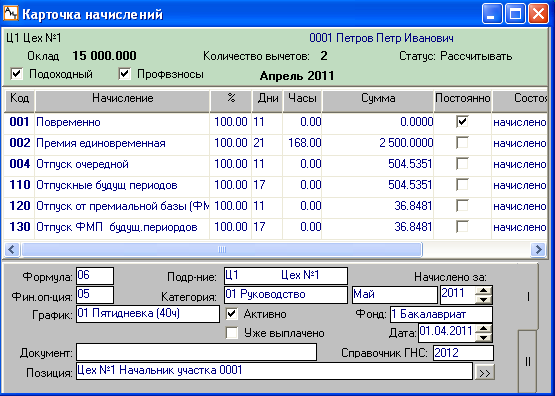 Карточка начислений
Ц1 Цех №1 0001 Петров Петр Иванович
Оклад 15 000.000 Количество вычетов: 2 Статус: Рассчитывать
Подоходный Профвзносы Апрель 2011
Код Начисление % Дни Часы Сумма Постоянно Состоя
001 Повременно 100.00 11 0.00 0.0000 начислено
002 Премия единовременная 100.00 21 168.00 2 500.0000 начислено
004 Отпуск очередной 100.00 11 0.00 504.5351 начислено
110 Отпускные будущ периодов 100.00 17 0.00 504.5351 начислено
120 Отпуск от премиальной базы (ФМ 100.00 11 0.00 36.8481 начислено
130 Отпуск ФМП будущ.периордов 100.00 17 0.00 36.8481 начислено
Формула: 06 Подр-ние: Ц1 Цех №1 Начислено за:
Фин.оп-ция: 05 Категория: 01 Руководство Май 2011
График: 01 Пятидневка (40ч) Активно Фонд: 1 Бакалавриат
Уже выплачено Дата: 01.04.2011
Документ: Справочник ГНС: 2012
Позиция: Цех №1 Начальник участка 0001 >>
I
II